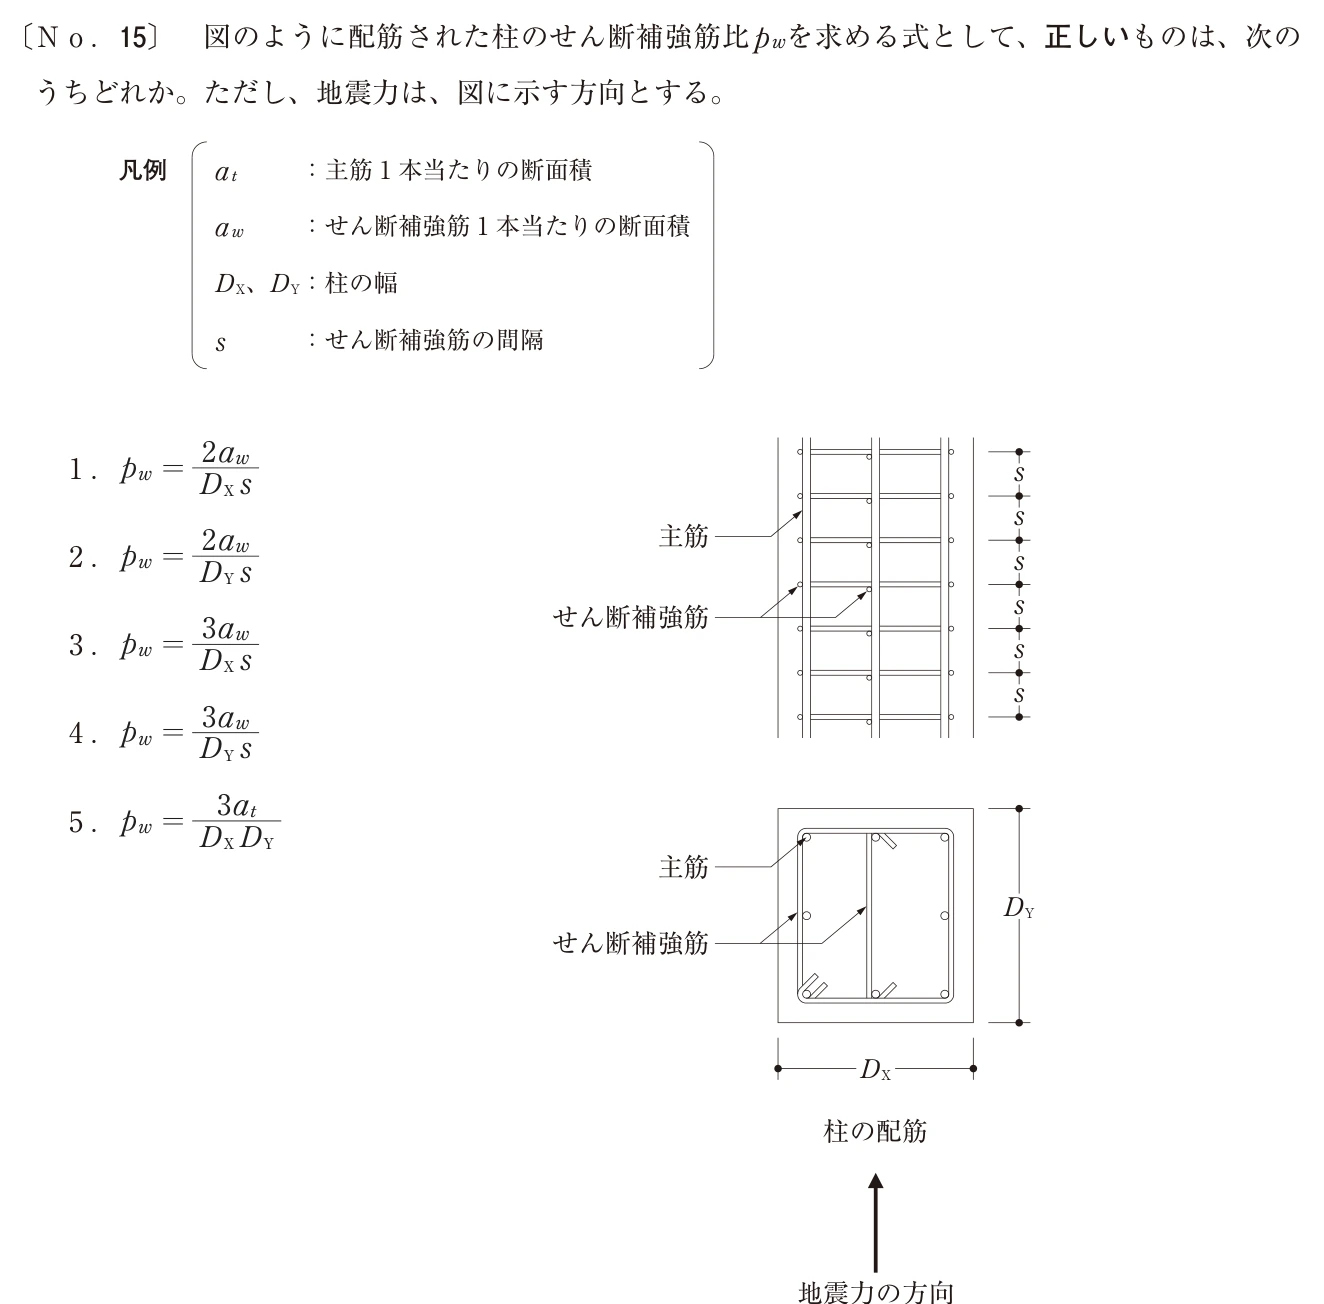 〔Ｎｏ．15〕　図のように配筋された柱のせん断補強筋比pwを求める式として、正しいものは、次の
うちどれか。ただし、地震力は、図に示す方向とする。
凡例
at ：主筋１本当たりの断面積
aw ：せん断補強筋１本当たりの断面積
DX、DY：柱の幅
s ：せん断補強筋の間隔
1． pw = 2aw / DX s
2． pw = 2aw / DY s
3． pw = 3aw / DX s
4． pw = 3aw / DY s
5． pw = 3at / DX DY
主筋
せん断補強筋
s
s
s
s
s
s
主筋
せん断補強筋
DY
DX
柱の配筋
地震力の方向